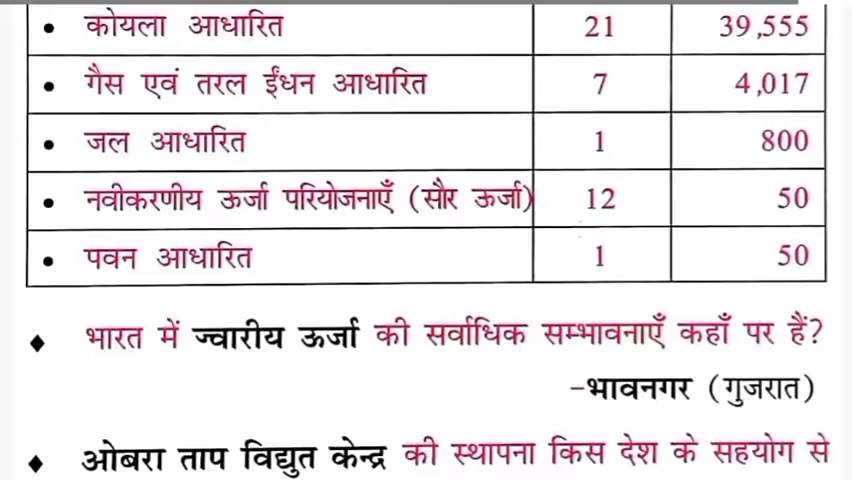 • कोयला आधारित 21 39,555
• गैस एवं तरल ईंधन आधारित 7 4,017
• जल आधारित 1 800
• नवीकरणीय ऊर्जा परियोजनाएँ (सौर ऊर्जा) 12 50
• पवन आधारित 1 50
♦ भारत में ज्वारीय ऊर्जा की सर्वाधिक सम्भावनाएँ कहाँ पर हैं?
-भावनगर (गुजरात)
♦ ओबरा ताप विद्युत केन्द्र की स्थापना किस देश के सहयोग से